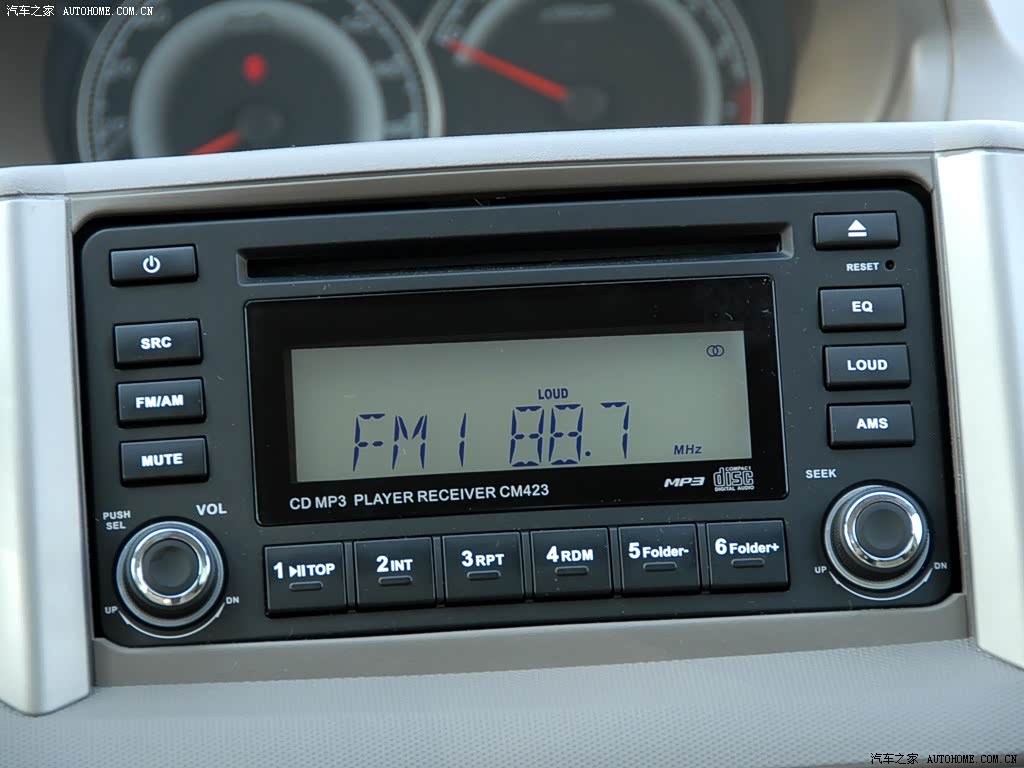 汽车之家 AUTOHOME.COM.CN
SRC
FM/AM
MUTE
PUSH
SEL
VOL
UP
DN
LOUD
FM1 88.7
MHz
CD MP3 PLAYER RECEIVER CM423
MP3
COMPACT
disc
DIGITAL AUDIO
1 TOP
2 INT
3 RPT
4 RDM
5 Folder-
6 Folder+
RESET
EQ
LOUD
AMS
SEEK
UP
DN
汽车之家 AUTOHOME.COM.CN